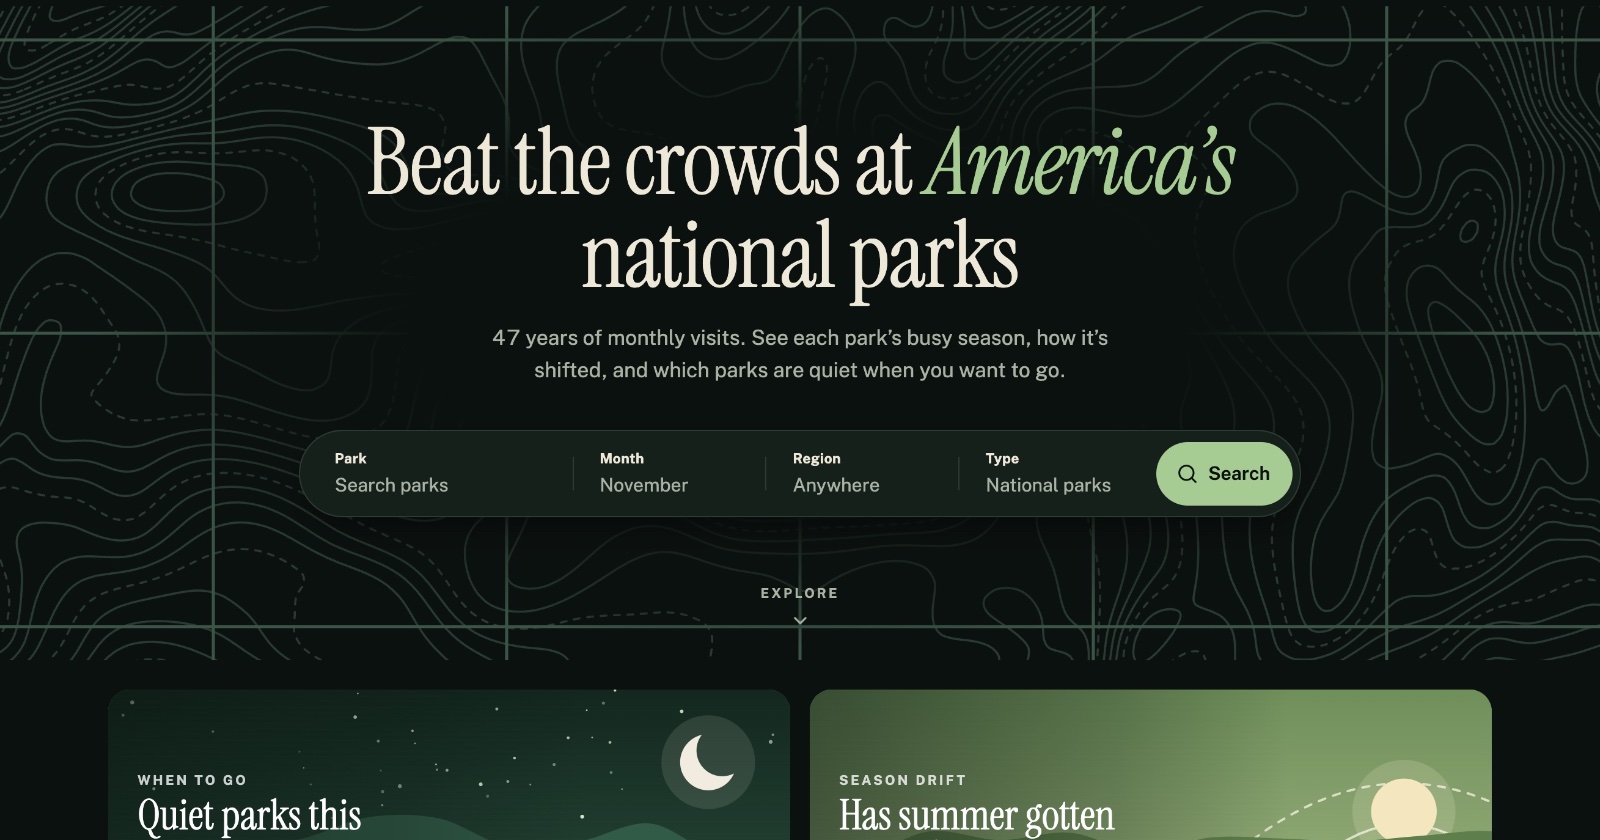 Beat the crowds at America’s
national parks
47 years of monthly visits. See each park’s busy season, how it’s
shifted, and which parks are quiet when you want to go.
Park
Search parks
Month
November
Region
Anywhere
Type
National parks
Search
EXPLORE
WHEN TO GO
Quiet parks this
SEASON DRIFT
Has summer gotten